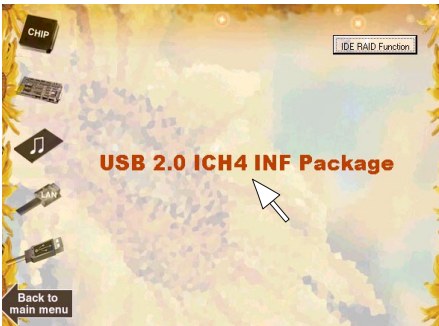 CHIP
IDE RAID Function
USB 2.0 ICH4 INF Package
LAN
Back to
main menu